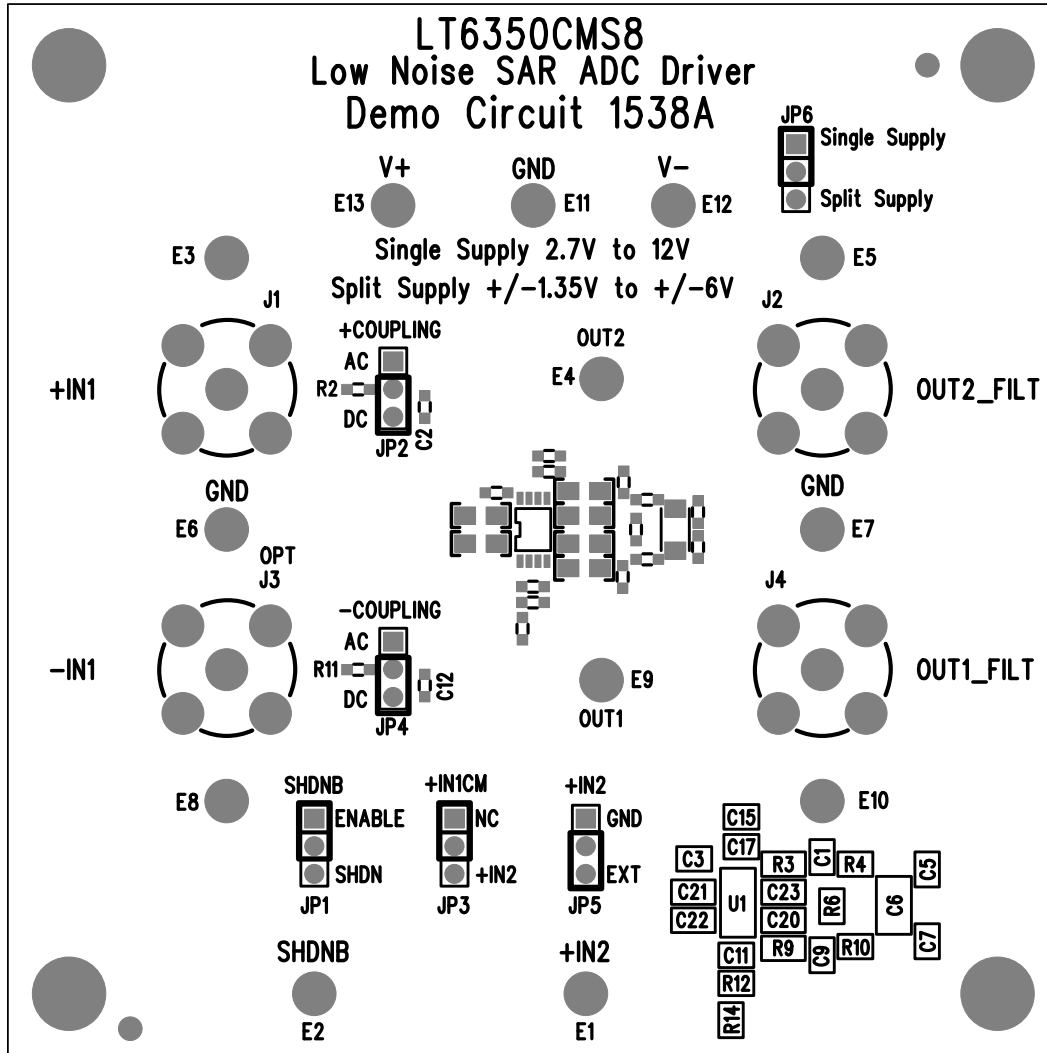 LT6350CMS8
Low Noise SAR ADC Driver
Demo Circuit 1538A
JP6
Single Supply
Split Supply
V+
GND
V-
E13
E11
E12
Single Supply 2.7V to 12V
Split Supply +/-1.35V to +/-6V
E3
E5
J1
J2
+COUPLING
AC
R2
DC
C2
JP2
OUT2
E4
+IN1
OUT2_FILT
GND
E6
GND
E7
OPT
J3
J4
-COUPLING
AC
R11
DC
C12
JP4
-IN1
E9
OUT1
OUT1_FILT
E8
E10
SHDNB
ENABLE
SHDN
JP1
+IN1CM
NC
+IN2
JP3
+IN2
GND
EXT
JP5
C15
C17
C3
R3
C1
R4
C5
C21
U1
C23
R6
C6
C22
C20
R9
C9
R10
C7
C11
R12
R14
SHDNB
E2
+IN2
E1